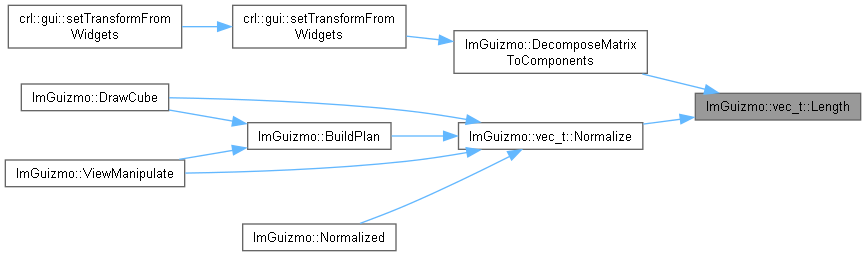 crl::gui::setTransformFrom
Widgets
crl::gui::setTransformFrom
Widgets
ImGuizmo::DecomposeMatrix
ToComponents
ImGuizmo::DrawCube
ImGuizmo::vec_t::Length
ImGuizmo::BuildPlan
ImGuizmo::vec_t::Normalize
ImGuizmo::ViewManipulate
ImGuizmo::Normalized